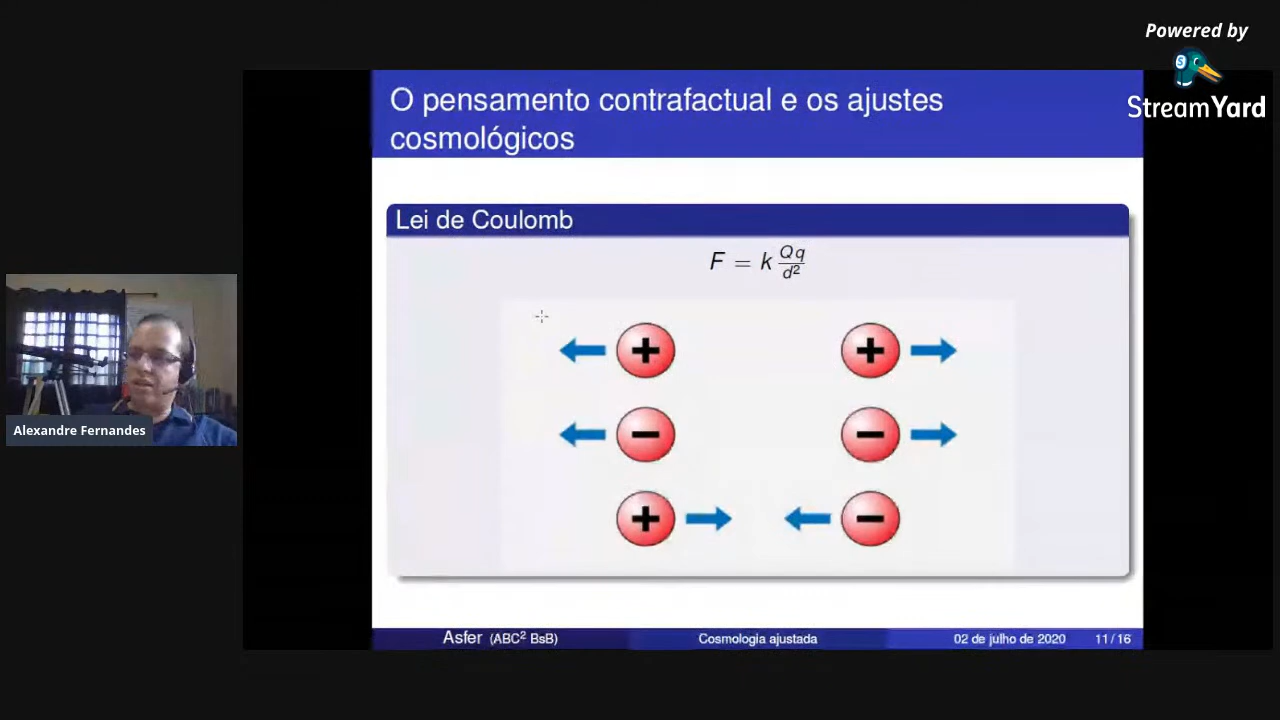 Powered by
StreamYard
O pensamento contrafactual e os ajustes
cosmológicos
Lei de Coulomb
F = k Qq/d²
+ +
− −
+ −
Alexandre Fernandes
Asfer (ABC² BsB) Cosmologia ajustada 02 de julho de 2020 11/16